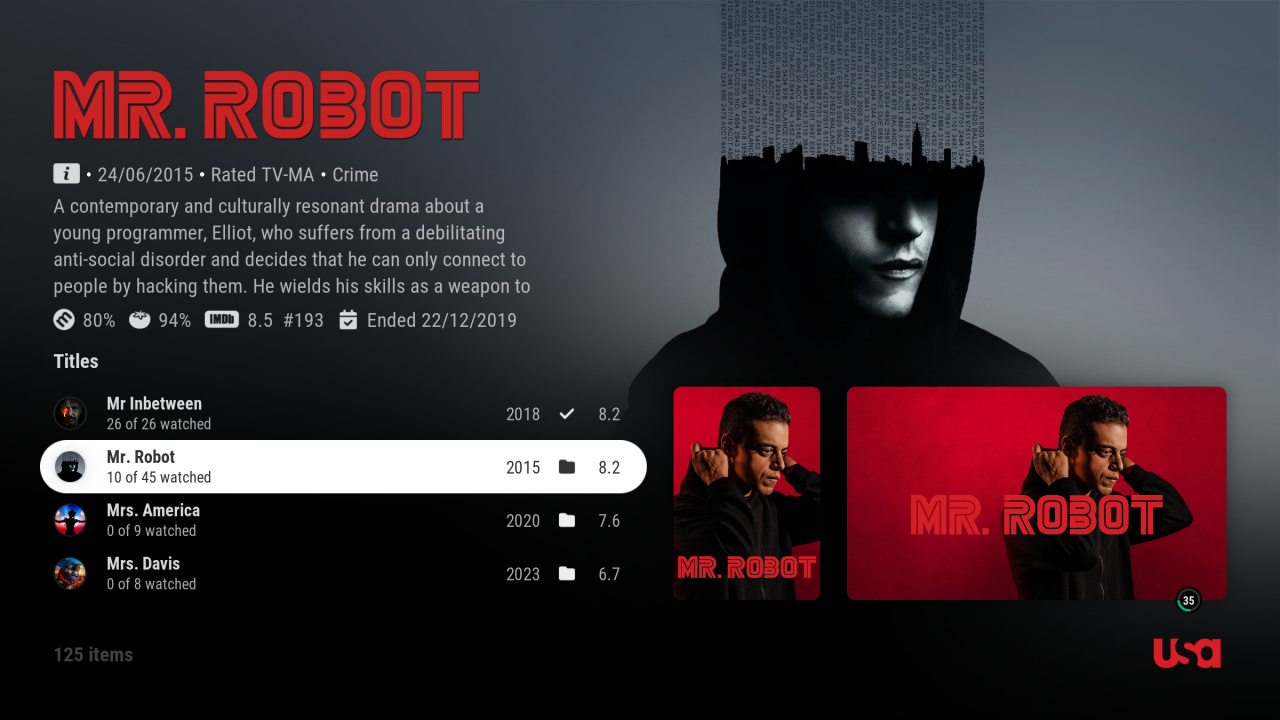 MR. ROBOT
i • 24/06/2015 • Rated TV-MA • Crime
A contemporary and culturally resonant drama about a
young programmer, Elliot, who suffers from a debilitating
anti-social disorder and decides that he can only connect to
people by hacking them. He wields his skills as a weapon to
80% 94% IMDb 8.5 #193 Ended 22/12/2019
Titles
Mr Inbetween 2018 8.2
26 of 26 watched
Mr. Robot 2015 8.2
10 of 45 watched
Mrs. America 2020 7.6
0 of 9 watched
Mrs. Davis 2023 6.7
0 of 8 watched
MR. ROBOT
MR. ROBOT
35
125 items
usa